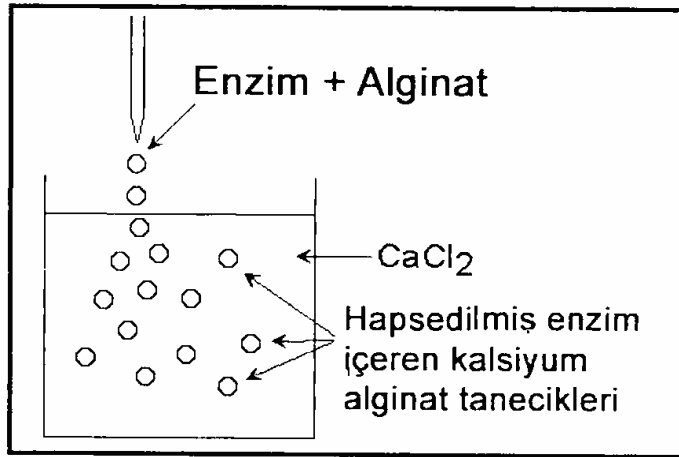 Enzim + Alginat
CaCl2
Hapsedilmiş enzim
içeren kalsiyum
alginat tanecikleri